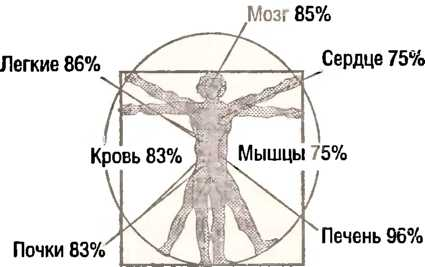 Мозг 85%
Легкие 86%
Сердце 75%
Кровь 83%
Мышцы 75%
Почки 83%
Печень 96%